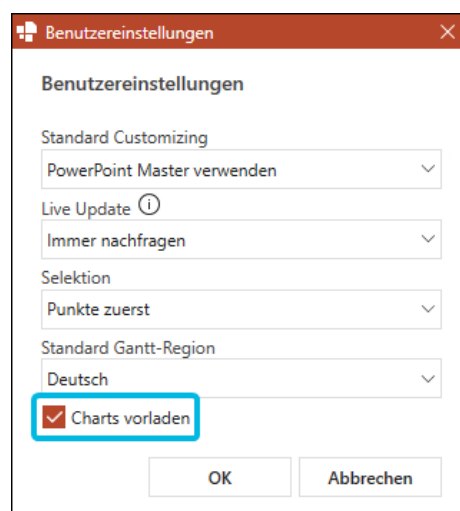 Benutzereinstellungen
Benutzereinstellungen
Standard Customizing
PowerPoint Master verwenden
Live Update
Immer nachfragen
Selektion
Punkte zuerst
Standard Gantt-Region
Deutsch
Charts vorladen
OK Abbrechen